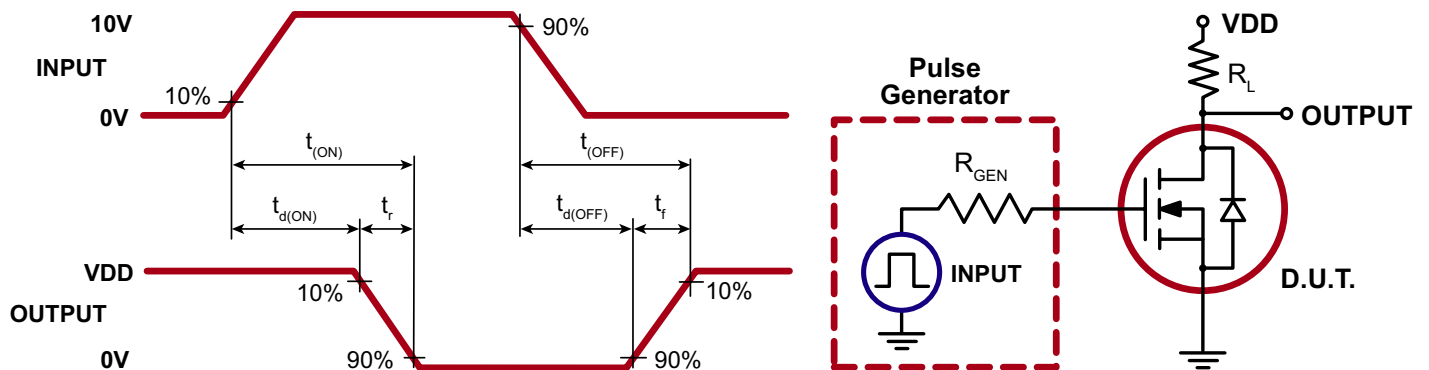 10V
INPUT
0V
10%
90%
t(ON)
t(OFF)
td(ON)
tr
td(OFF)
tf
VDD
OUTPUT
0V
10%
90%
90%
10%
Pulse
Generator
RGEN
INPUT
VDD
RL
OUTPUT
D.U.T.